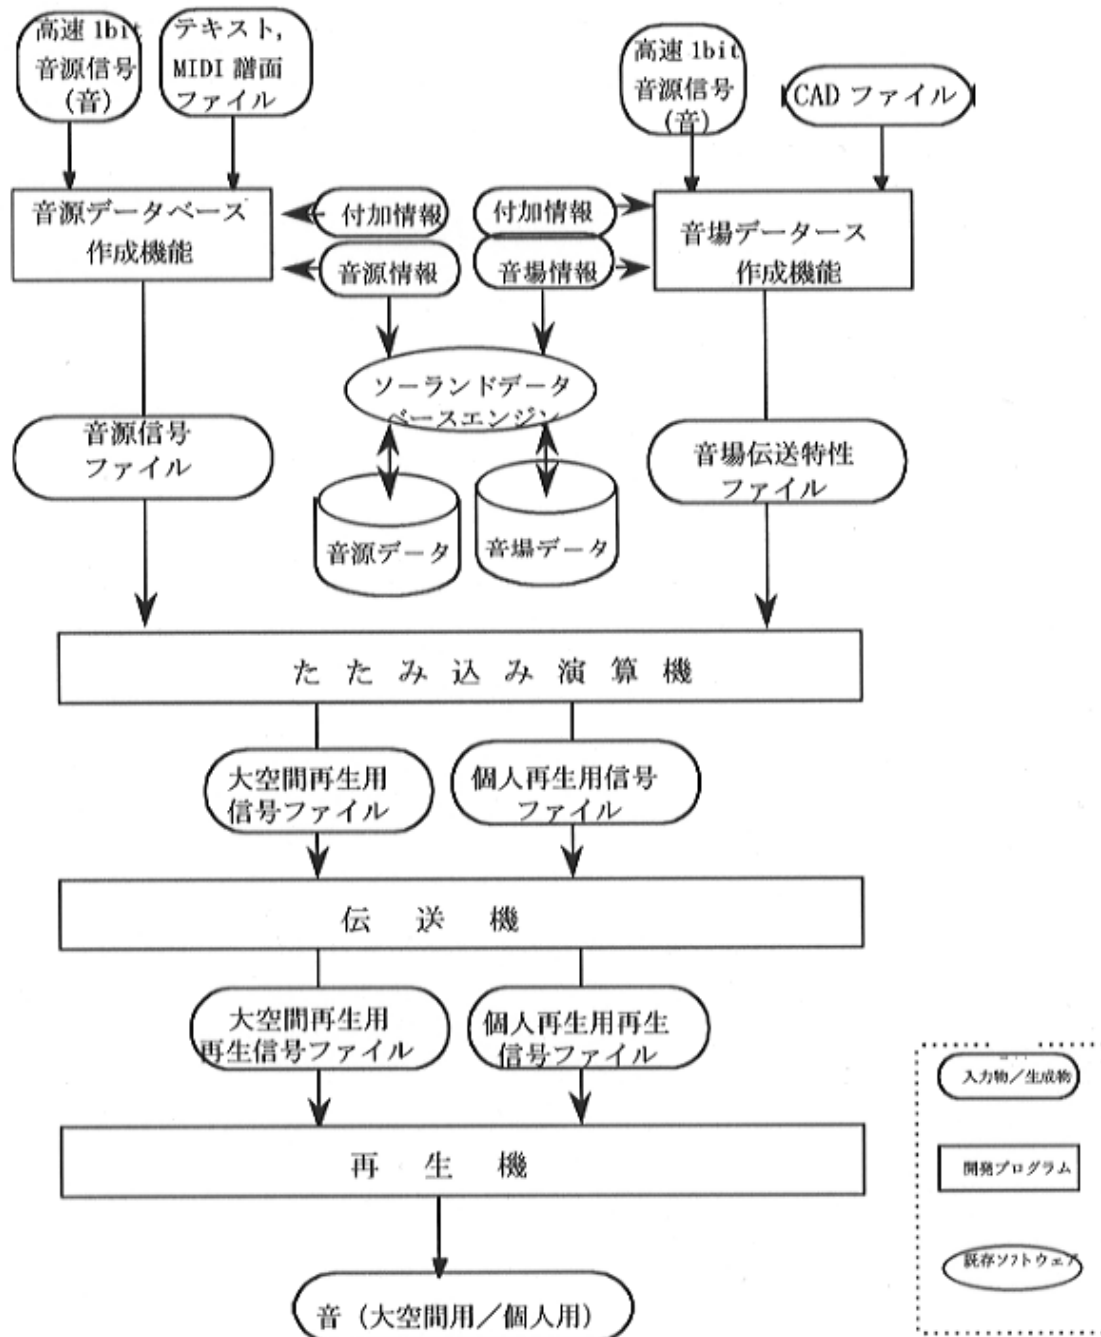 高速 1bit
音源信号
(音)
テキスト,
MIDI 譜面
ファイル
高速 1bit
音源信号
(音)
CAD ファイル
音源データベース
作成機能
付加情報
音源情報
付加情報
音場情報
音場データース
作成機能
ソーランドデータ
ベースエンジン
音源信号
ファイル
音源データ
音場データ
音場伝送特性
ファイル
たたみ込み演算機
大空間再生用
信号ファイル
個人再生用信号
ファイル
伝送機
大空間再生用
再生信号ファイル
個人再生用再生
信号ファイル
再生機
音（大空間用／個人用）
入力物／生成物
開発プログラム
既存ソフトウェア